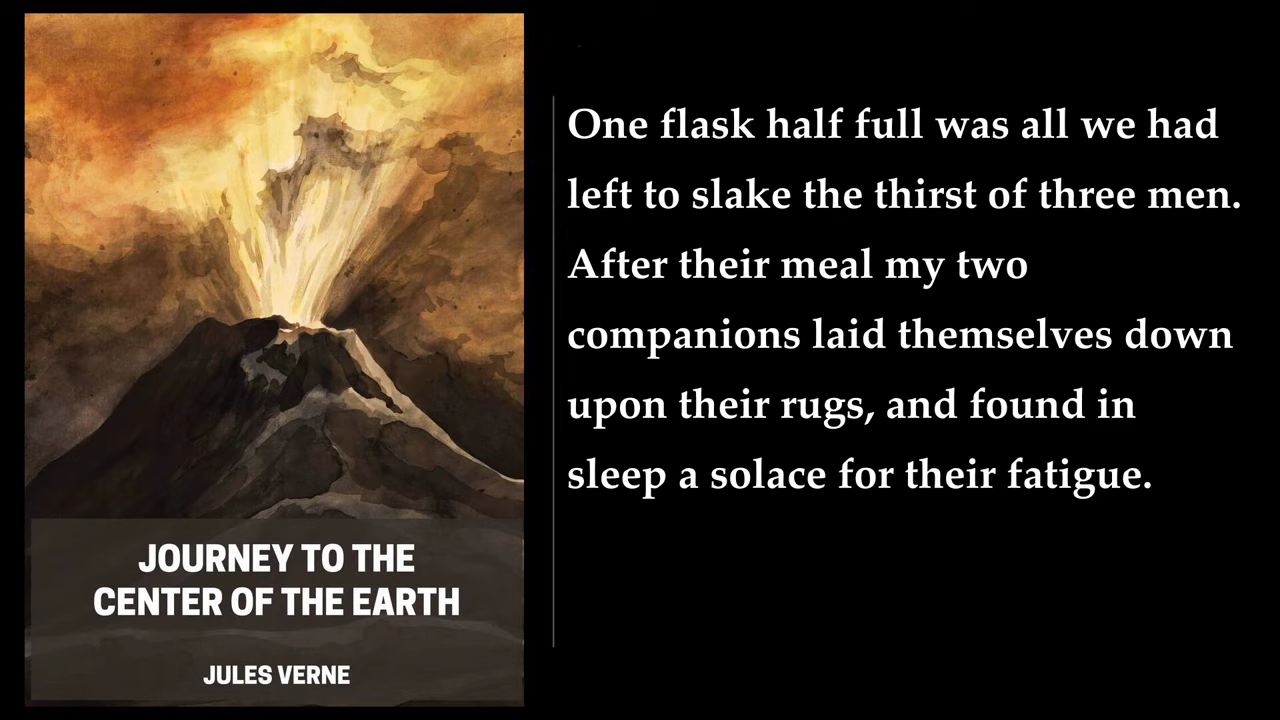 JOURNEY TO THE
CENTER OF THE EARTH
JULES VERNE
One flask half full was all we had
left to slake the thirst of three men.
After their meal my two
companions laid themselves down
upon their rugs, and found in
sleep a solace for their fatigue.